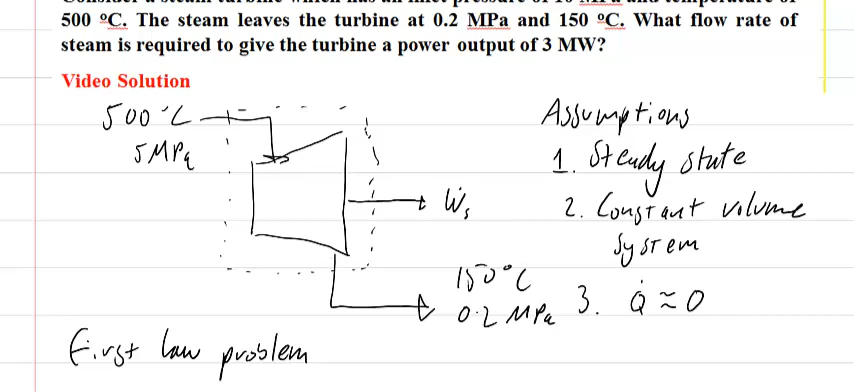 500 ºC. The steam leaves the turbine at 0.2 MPa and 150 ºC. What flow rate of
steam is required to give the turbine a power output of 3 MW?
Video Solution
500°C
5 MPa
Ẇs
150°C
0.2 MPa
Assumptions
1. Steady state
2. Constant volume
system
3. Q̇ ≈ 0
First law problem